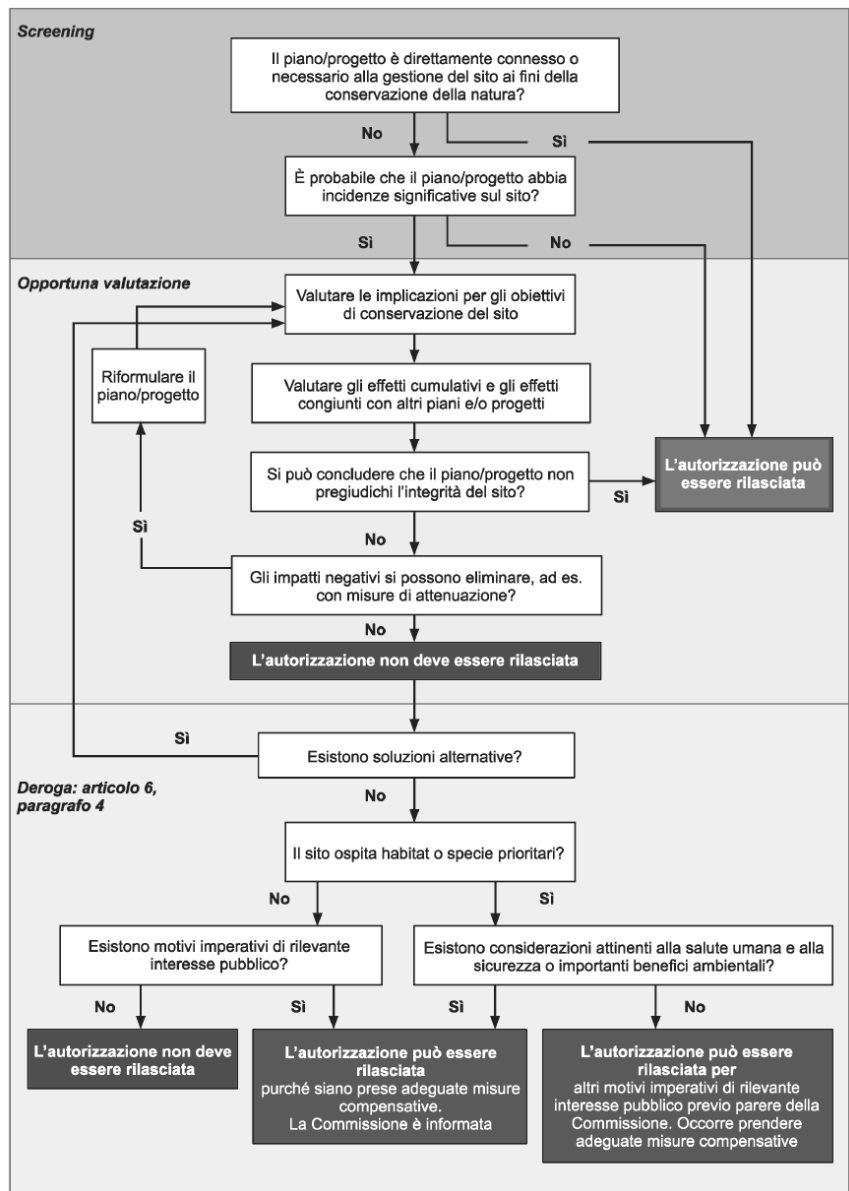 Screening
Il piano/progetto è direttamente connesso o
necessario alla gestione del sito ai fini della
conservazione della natura?
No
Sì
È probabile che il piano/progetto abbia
incidenze significative sul sito?
Sì
No
Opportuna valutazione
Valutare le implicazioni per gli obiettivi
di conservazione del sito
Riformulare il
piano/progetto
Valutare gli effetti cumulativi e gli effetti
congiunti con altri piani e/o progetti
Si può concludere che il piano/progetto non
pregiudichi l'integrità del sito?
Sì
L'autorizzazione può
essere rilasciata
Sì
No
Gli impatti negativi si possono eliminare, ad es.
con misure di attenuazione?
No
L'autorizzazione non deve essere rilasciata
Sì
Esistono soluzioni alternative?
Deroga: articolo 6,
paragrafo 4
No
Il sito ospita habitat o specie prioritari?
No
Sì
Esistono motivi imperativi di rilevante
interesse pubblico?
Esistono considerazioni attinenti alla salute umana e alla
sicurezza o importanti benefici ambientali?
No
Sì
Sì
No
L'autorizzazione non deve
essere rilasciata
L'autorizzazione può essere
rilasciata
purché siano prese adeguate misure
compensative.
La Commissione è informata
L'autorizzazione può essere
rilasciata per
altri motivi imperativi di rilevante
interesse pubblico previo parere della
Commissione. Occorre prendere
adeguate misure compensative